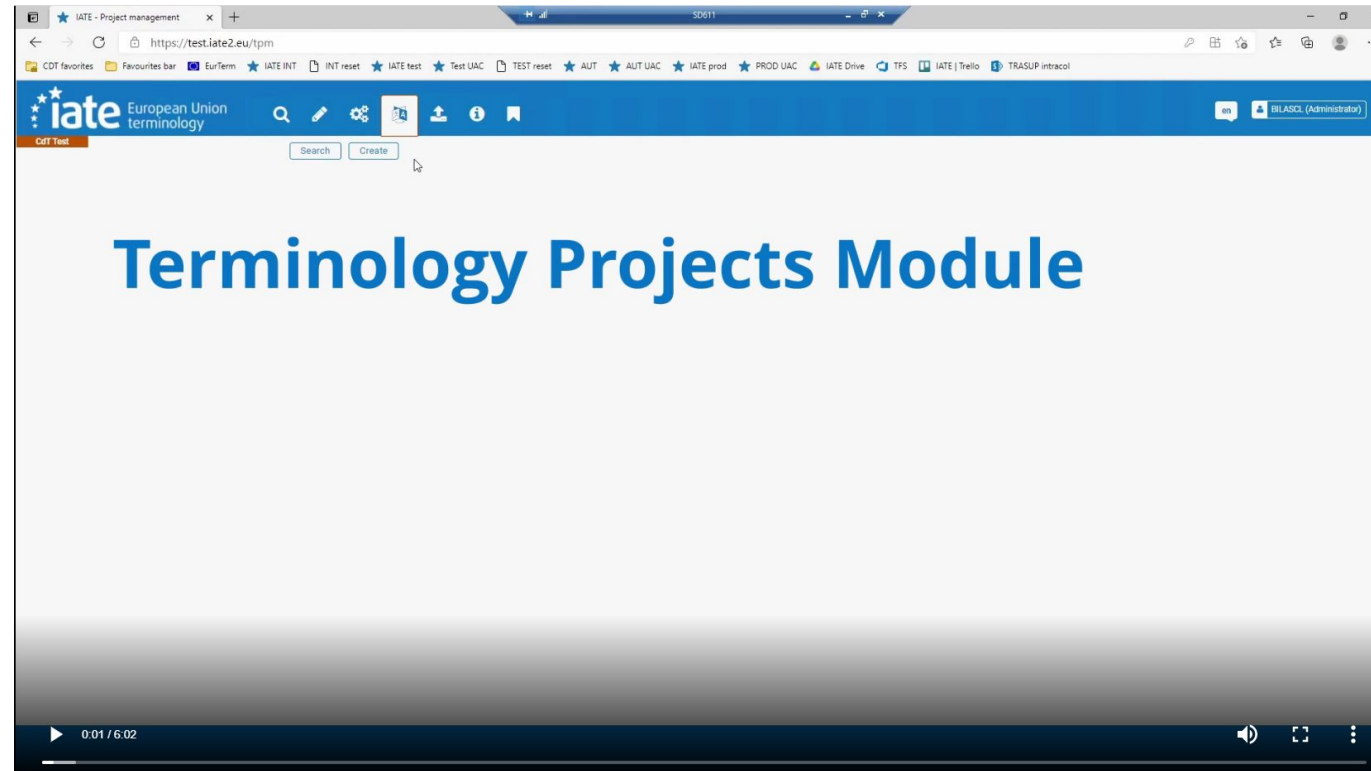 IATE - Project management
SD611
https://test.iate2.eu/tpm
CDT favorites Favourites bar EurTerm IATE INT INT reset IATE test Test UAC TEST reset AUT AUT UAC IATE prod PROD UAC IATE Drive TFS IATE | Trello TRASUP intracol
iate European Union terminology
en BILASCL (Administrator)
CdT Test
Search Create
Terminology Projects Module
0:01 / 6:02